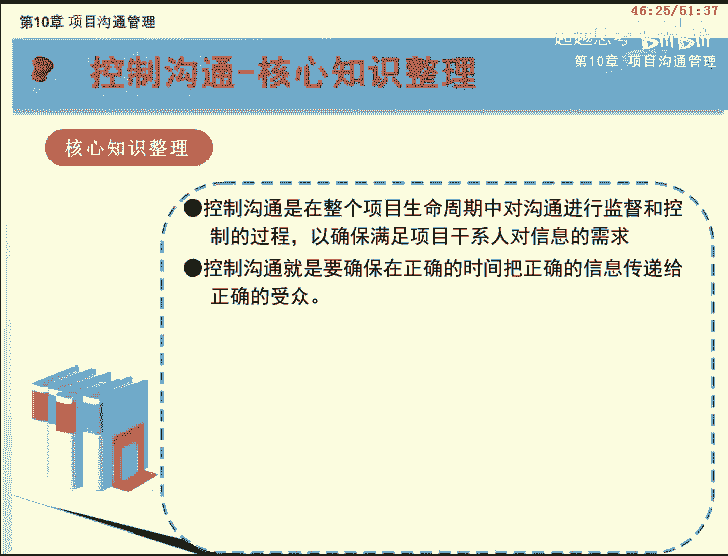 46:25/51:37
第10章 项目沟通管理
控制沟通-核心知识整理
第10章 项目沟通管理
核心知识整理
●控制沟通是在整个项目生命周期中对沟通进行监督和控
制的过程，以确保满足项目干系人对信息的需求
●控制沟通就是要确保在正确的时间把正确的信息传递给
正确的受众。